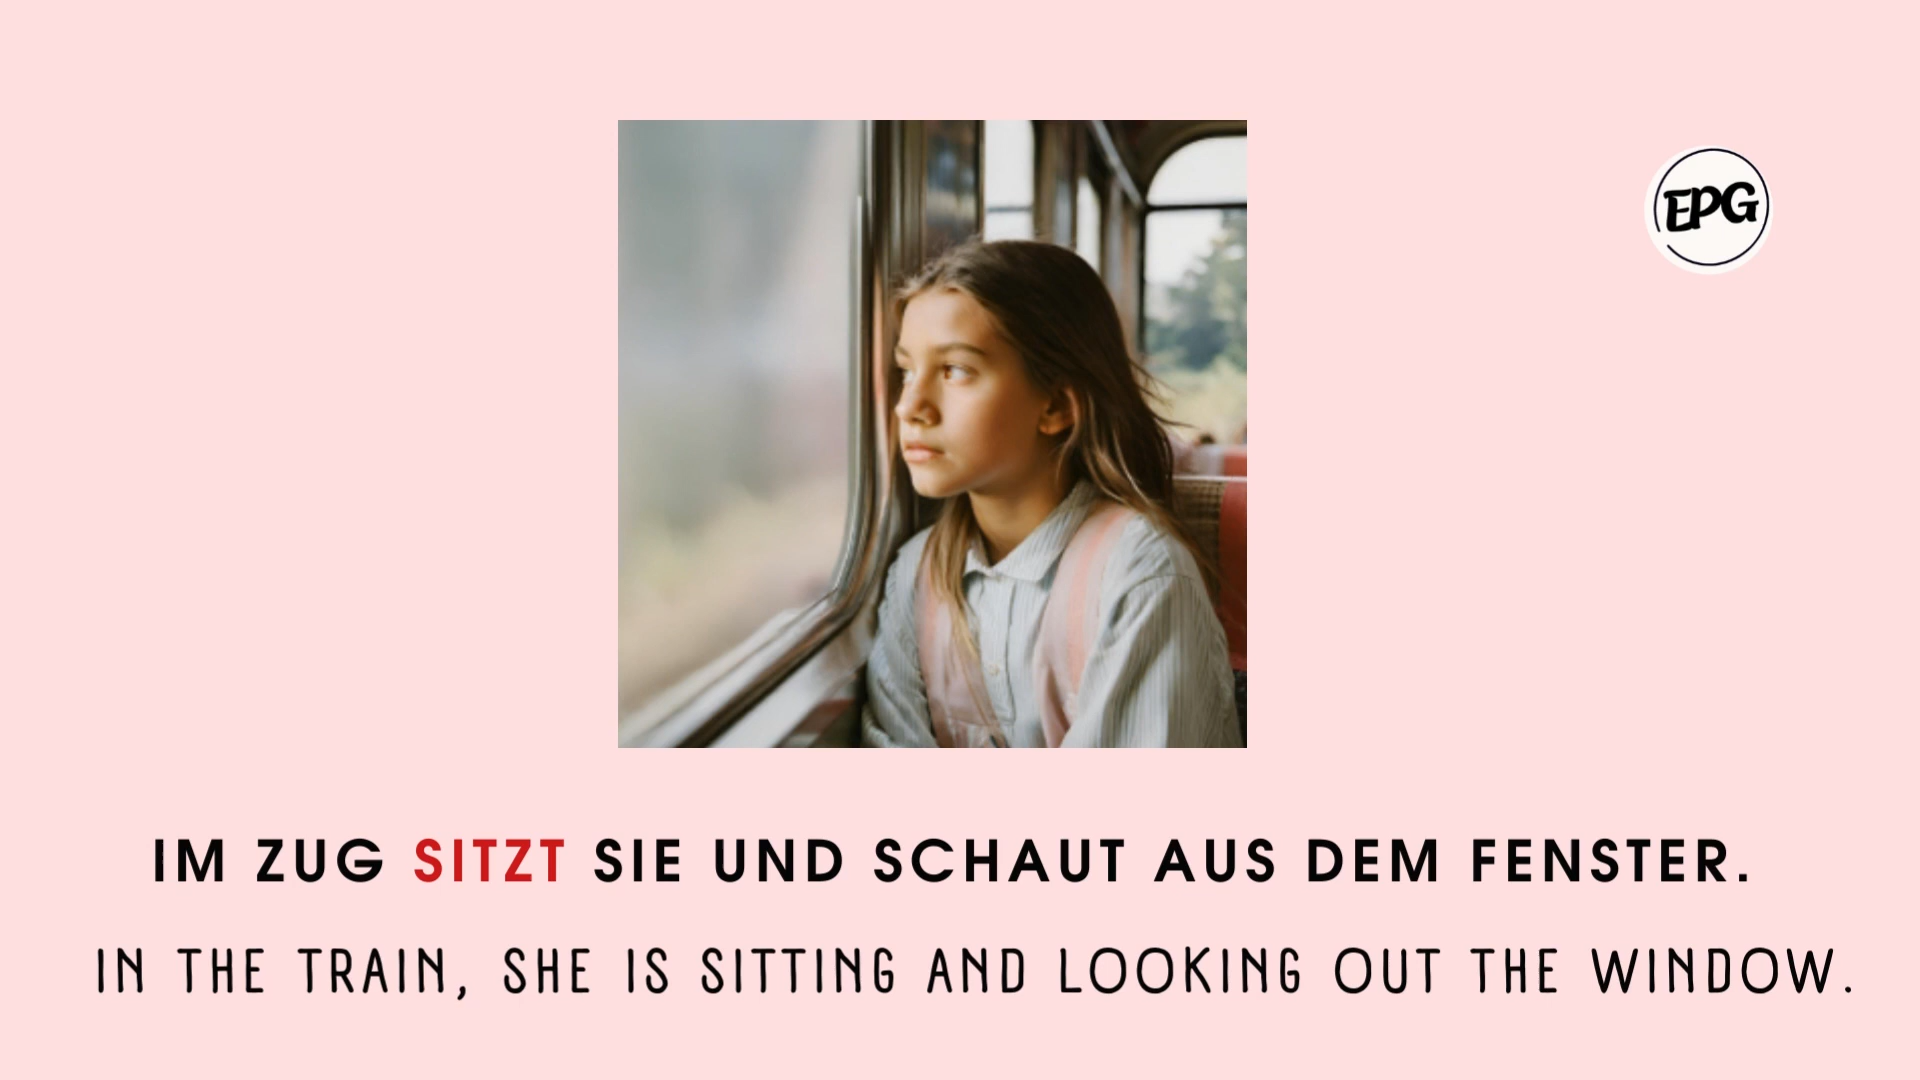 EPG
IM ZUG SITZT SIE UND SCHAUT AUS DEM FENSTER.
IN THE TRAIN, SHE IS SITTING AND LOOKING OUT THE WINDOW.